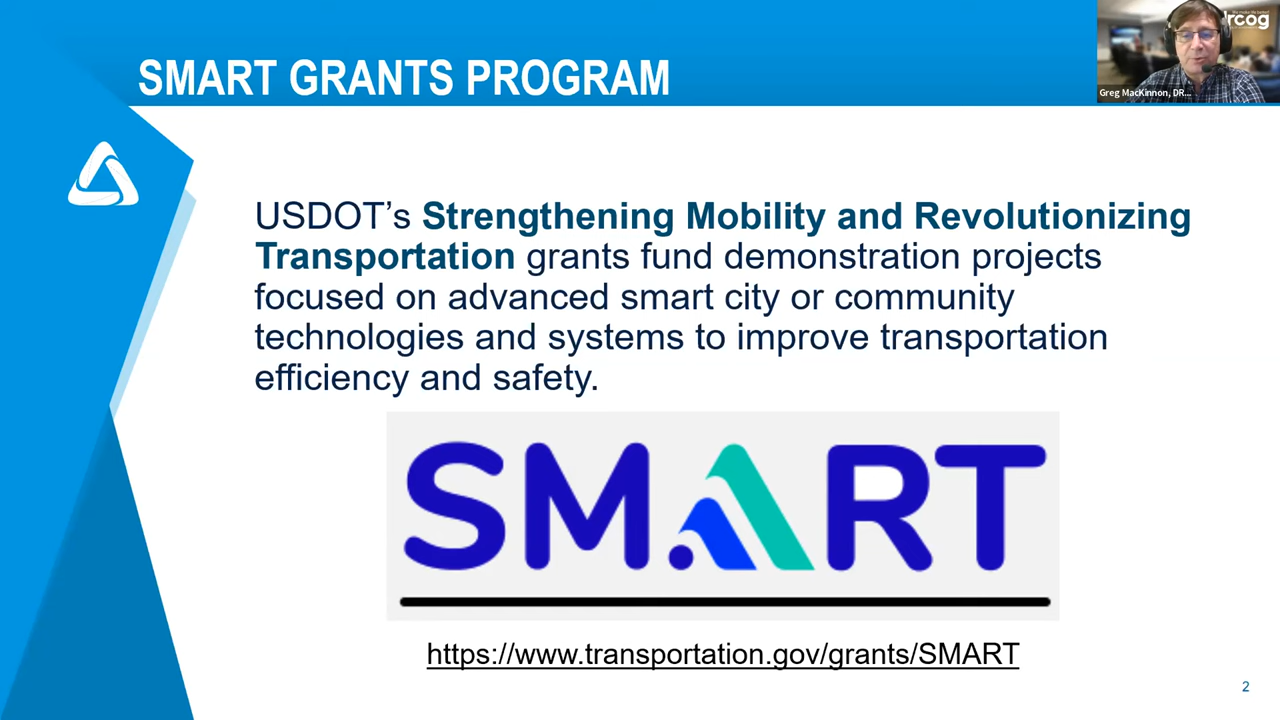 SMART GRANTS PROGRAM
rcog
Greg MacKinnon, DR...
USDOT’s Strengthening Mobility and Revolutionizing
Transportation grants fund demonstration projects
focused on advanced smart city or community
technologies and systems to improve transportation
efficiency and safety.
SMART
https://www.transportation.gov/grants/SMART
2